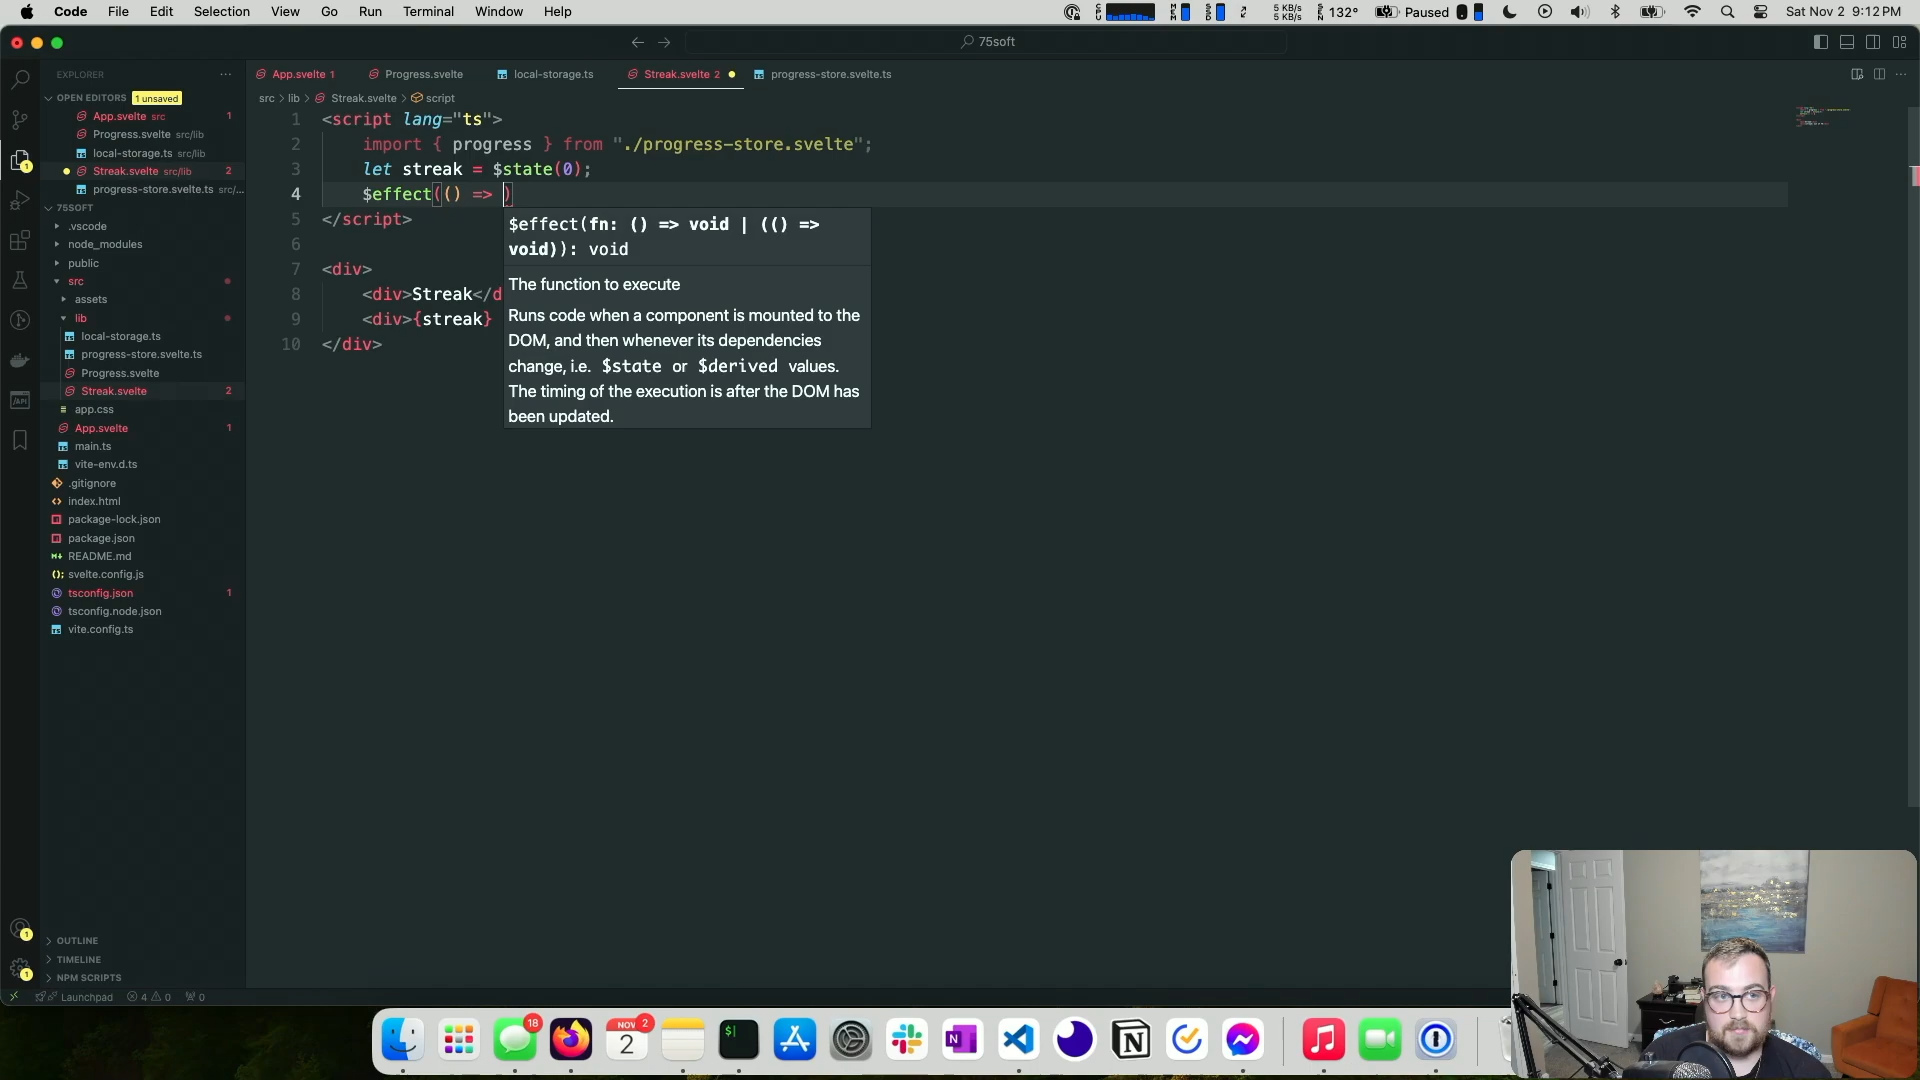 Code File Edit Selection View Go Run Terminal Window Help
5 KB/s
5 KB/s
132°
Paused
Sat Nov 2 9:12 PM
75soft
EXPLORER
App.svelte 1
Progress.svelte
local-storage.ts
Streak.svelte 2
progress-store.svelte.ts
OPEN EDITORS 1 unsaved
App.svelte src 1
Progress.svelte src/lib
local-storage.ts src/lib
Streak.svelte src/lib 2
progress-store.svelte.ts src/...
75SOFT
.vscode
node_modules
public
src
assets
lib
local-storage.ts
progress-store.svelte.ts
Progress.svelte
Streak.svelte 2
app.css
App.svelte 1
main.ts
vite-env.d.ts
.gitignore
index.html
package-lock.json
package.json
README.md
svelte.config.js
tsconfig.json 1
tsconfig.node.json
vite.config.ts
OUTLINE
TIMELINE
NPM SCRIPTS
src > lib > Streak.svelte > script
1 <script lang="ts">
2 import { progress } from "./progress-store.svelte";
3 let streak = $state(0);
4 $effect(() => )
5 </script>
6
7 <div>
8 <div>Streak</d
9 <div>{streak}
10 </div>
$effect(fn: () => void | (() =>
void)): void
The function to execute
Runs code when a component is mounted to the
DOM, and then whenever its dependencies
change, i.e. $state or $derived values.
The timing of the execution is after the DOM has
been updated.
Launchpad 4 0 0
18
NOV 2
2